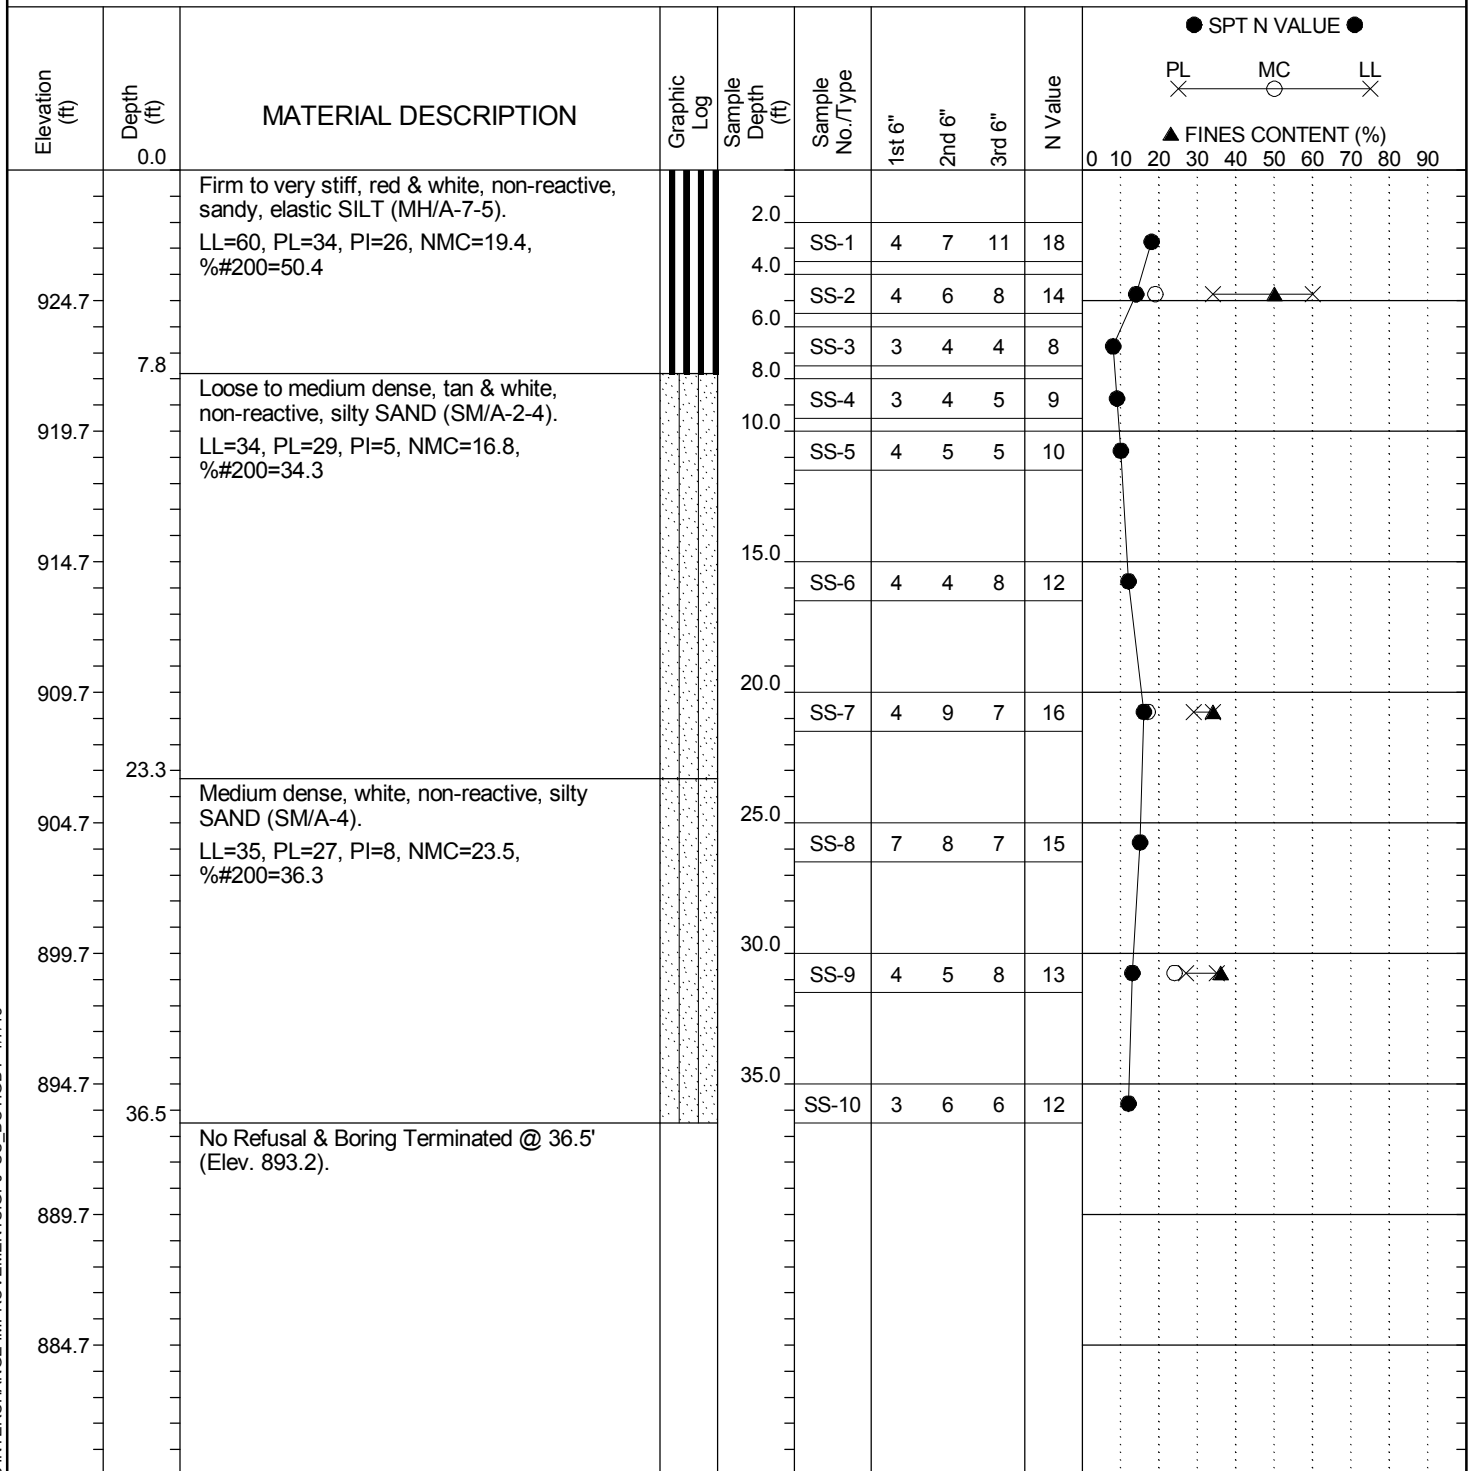 ● SPT N VALUE ●
PL MC LL
▲ FINES CONTENT (%)
0 10 20 30 40 50 60 70 80 90
Elevation
(ft)
Depth
(ft)
0.0
MATERIAL DESCRIPTION
Graphic
Log
Sample
Depth
(ft)
Sample
No./Type
1st 6"
2nd 6"
3rd 6"
N Value
Firm to very stiff, red & white, non-reactive,
sandy, elastic SILT (MH/A-7-5).
2.0
LL=60, PL=34, PI=26, NMC=19.4,
%#200=50.4
SS-1 4 7 11 18
4.0
924.7
SS-2 4 6 8 14
6.0
SS-3 3 4 4 8
7.8
8.0
Loose to medium dense, tan & white,
non-reactive, silty SAND (SM/A-2-4).
SS-4 3 4 5 9
10.0
919.7
LL=34, PL=29, PI=5, NMC=16.8,
%#200=34.3
SS-5 4 5 5 10
15.0
914.7
SS-6 4 4 8 12
20.0
909.7
SS-7 4 9 7 16
23.3
Medium dense, white, non-reactive, silty
SAND (SM/A-4).
25.0
904.7
LL=35, PL=27, PI=8, NMC=23.5,
%#200=36.3
SS-8 7 8 7 15
30.0
899.7
SS-9 4 5 8 13
35.0
894.7
SS-10 3 6 6 12
36.5
No Refusal & Boring Terminated @ 36.5'
(Elev. 893.2).
889.7
884.7